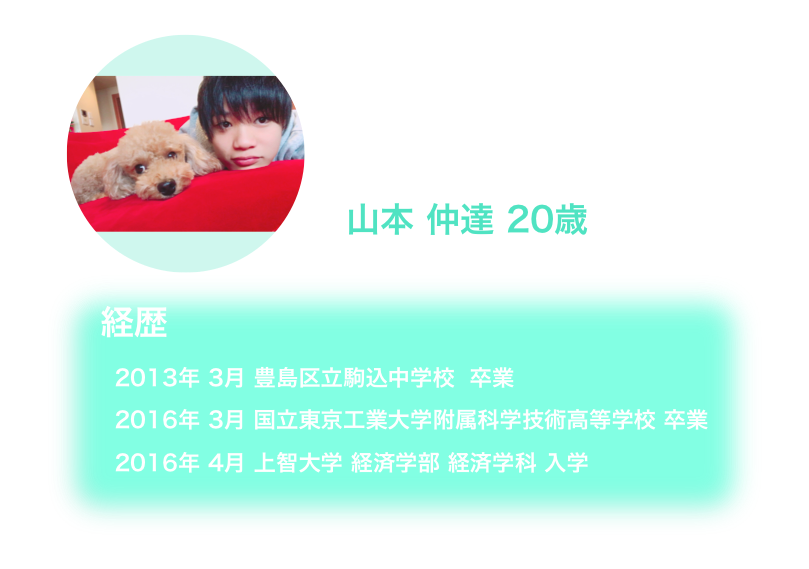 山本 仲達 20歳
経歴
2013年 3月 豊島区立駒込中学校 卒業
2016年 3月 国立東京工業大学附属科学技術高等学校 卒業
2016年 4月 上智大学 経済学部 経済学科 入学